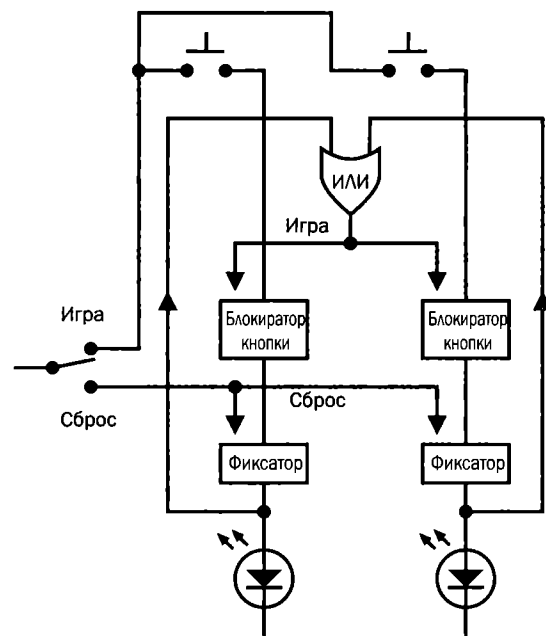 ИЛИ
Игра
Игра
Блокиратор
кнопки
Блокиратор
кнопки
Сброс
Сброс
Фиксатор
Фиксатор